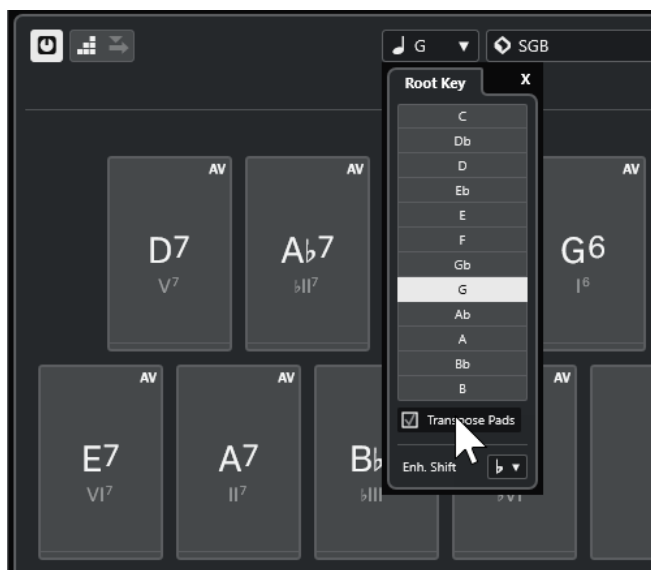 G SGB
Root Key X
C
Db
D
Eb
E
F
Gb
G
Ab
A
Bb
B
Transpose Pads
Enh. Shift ♭
AV AV AV
D7 A♭7 G6
V7 ♭II7 I6
AV AV AV
E7 A7 B♭
VI7 II7 ♭III ♭VI